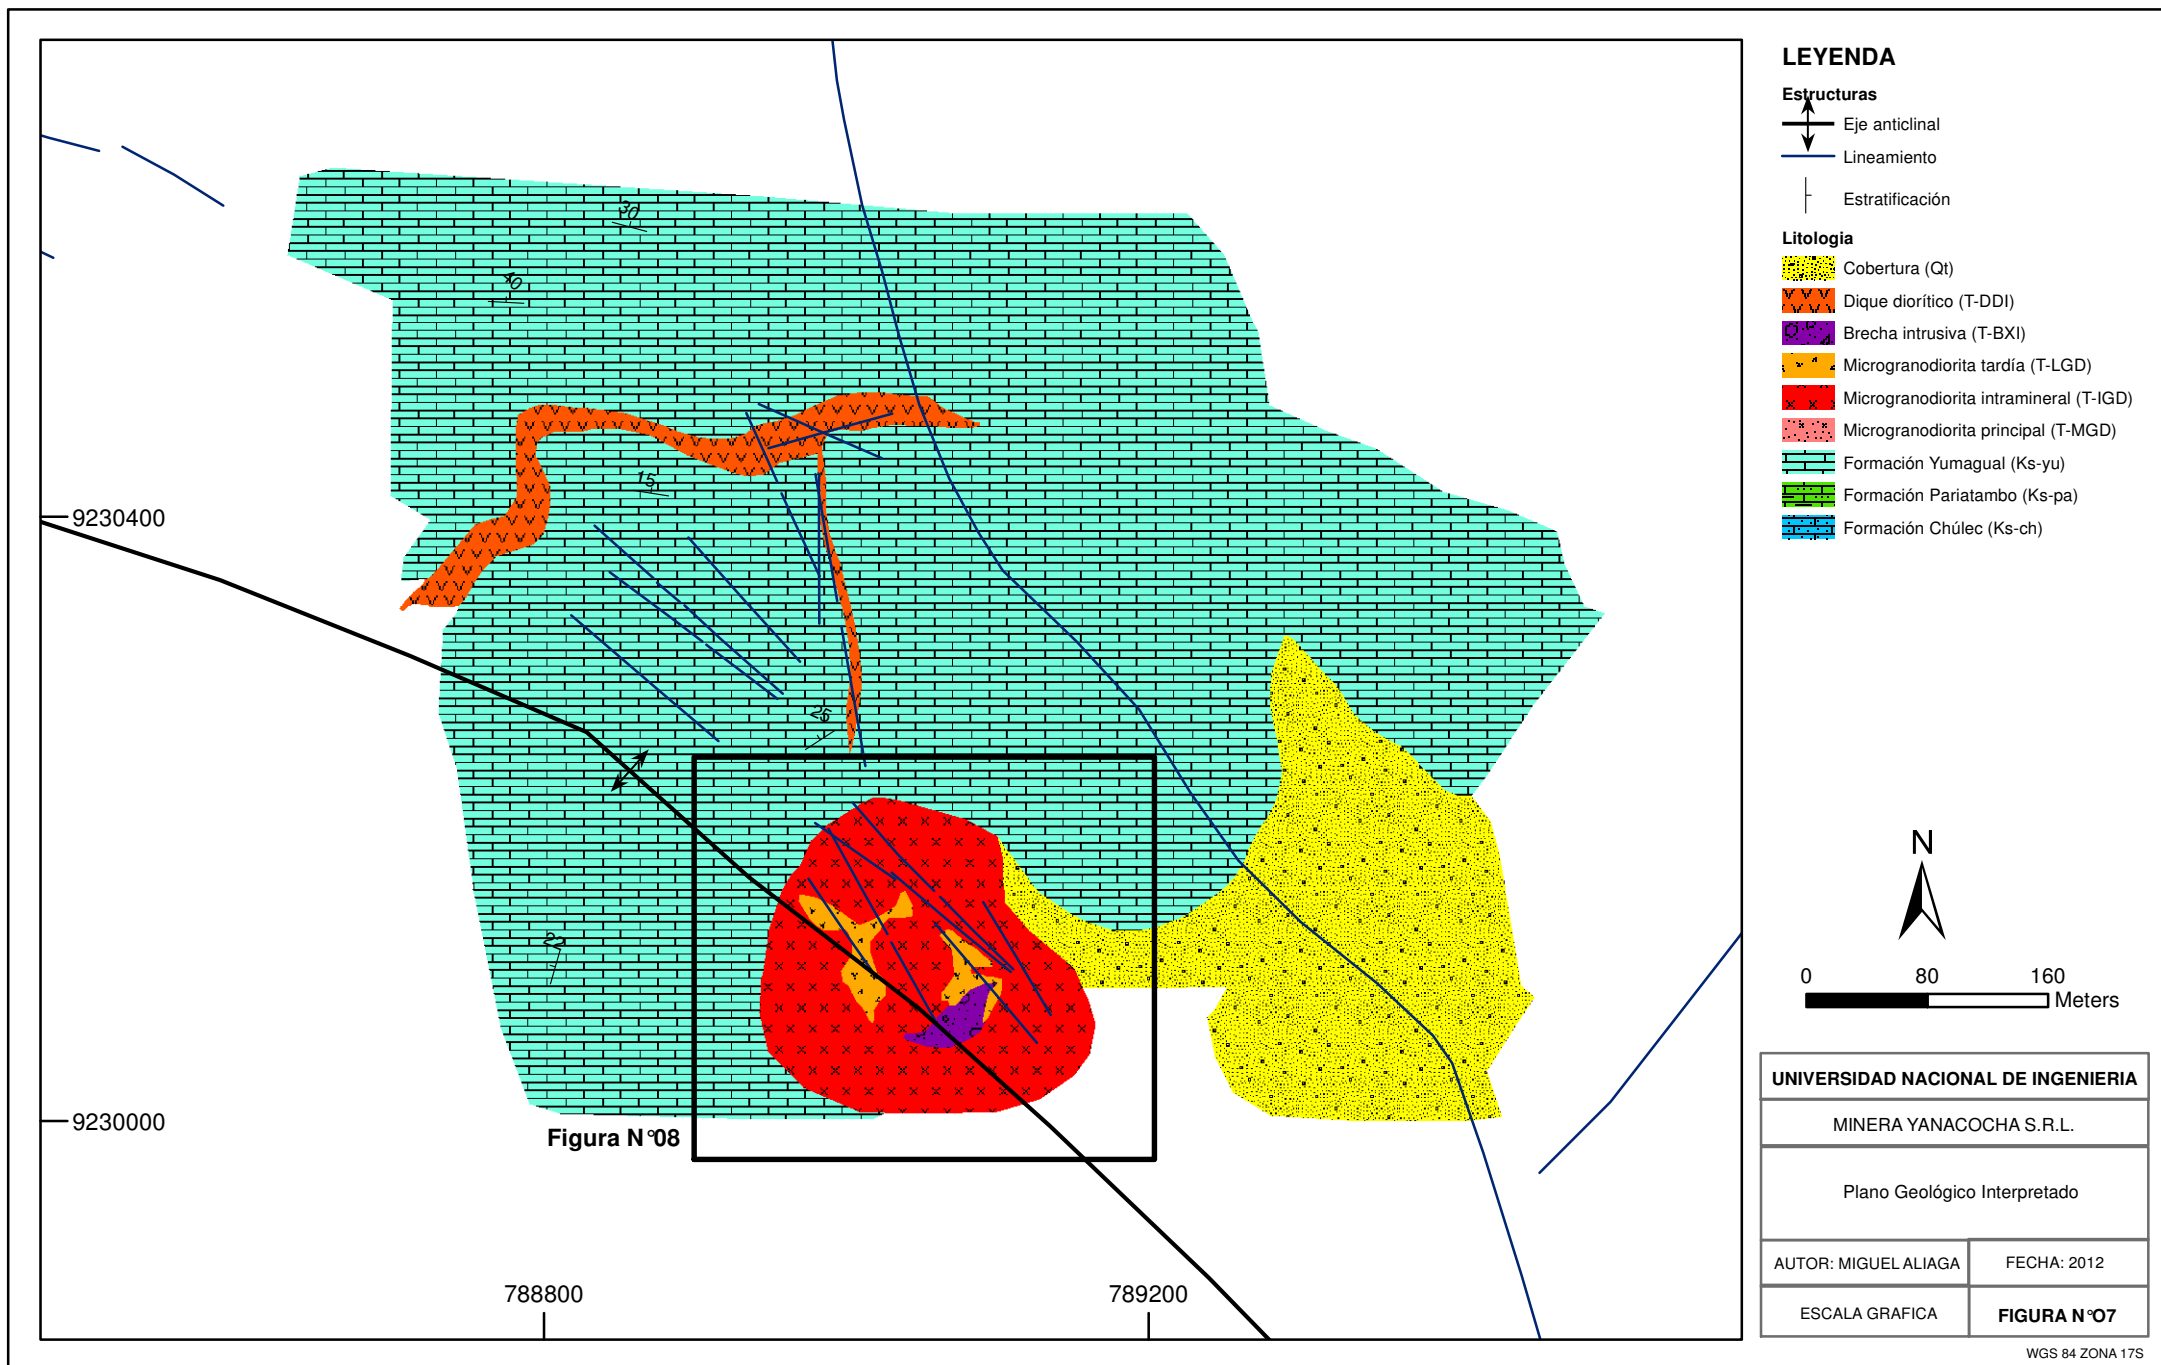 LEYENDA
Estructuras
Eje anticlinal
Lineamiento
Estratificación
Litologia
Cobertura (Qt)
Dique diorítico (T-DDI)
Brecha intrusiva (T-BXI)
Microgranodiorita tardía (T-LGD)
Microgranodiorita intramineral (T-IGD)
Microgranodiorita principal (T-MGD)
Formación Yumagual (Ks-yu)
Formación Pariatambo (Ks-pa)
Formación Chúlec (Ks-ch)
30
40
15
25
22
9230400
9230000
788800
789200
Figura N°08
N
0 80 160
Meters
UNIVERSIDAD NACIONAL DE INGENIERIA
MINERA YANACOCHA S.R.L.
Plano Geológico Interpretado
AUTOR: MIGUEL ALIAGA
FECHA: 2012
ESCALA GRAFICA
FIGURA N°O7
WGS 84 ZONA 17S